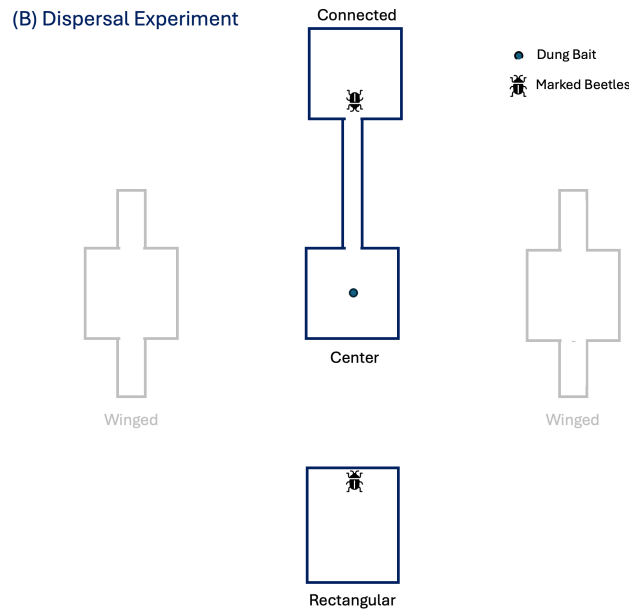 (B) Dispersal Experiment
Connected
Dung Bait
Marked Beetles
Center
Winged
Winged
Rectangular